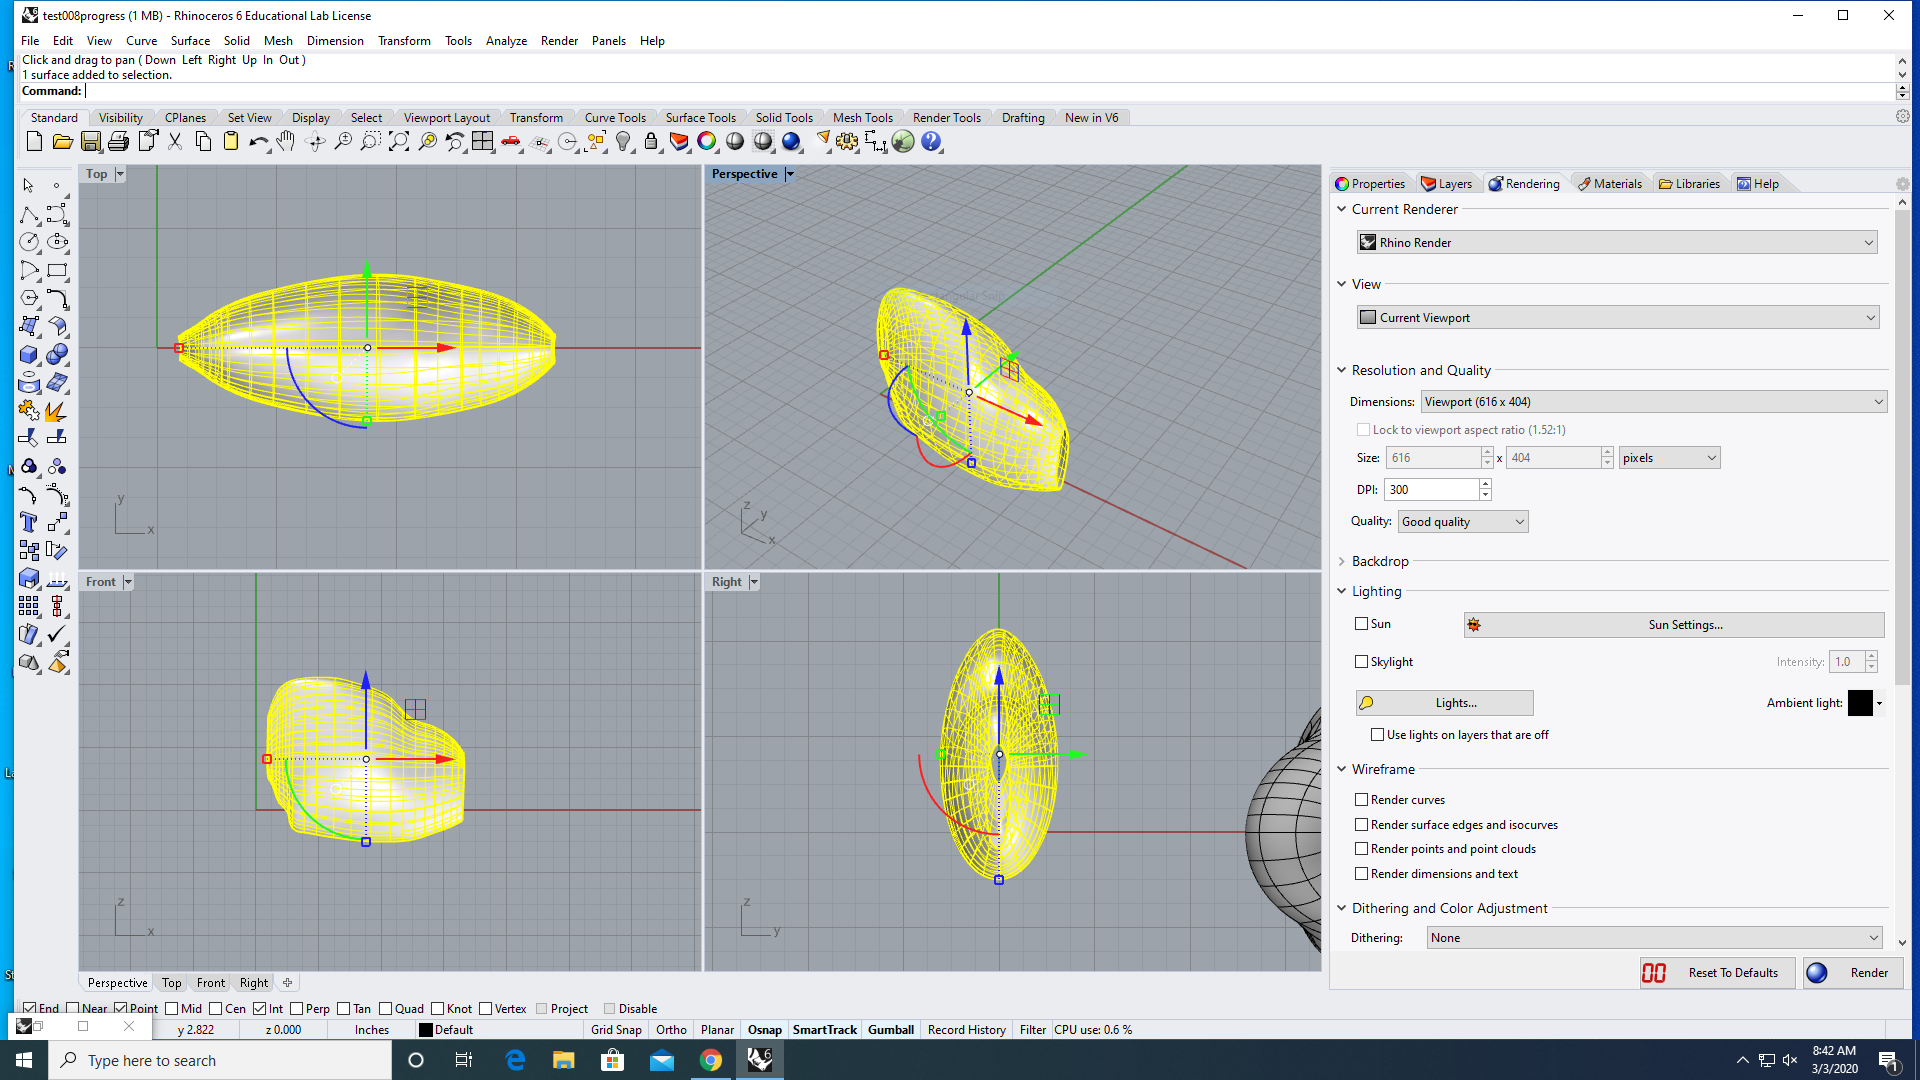 test008progress (1 MB) - Rhinoceros 6 Educational Lab License
File Edit View Curve Surface Solid Mesh Dimension Transform Tools Analyze Render Panels Help
Click and drag to pan ( Down Left Right Up In Out )
1 surface added to selection.
Command:
Standard Visibility CPlanes Set View Display Select Viewport Layout Transform Curve Tools Surface Tools Solid Tools Mesh Tools Render Tools Drafting New in V6
Top
Perspective
Properties Layers Rendering Materials Libraries Help
Current Renderer
Rhino Render
View
Current Viewport
Resolution and Quality
Dimensions: Viewport (616 x 404)
Lock to viewport aspect ratio (1.52:1)
Size: 616 x 404 pixels
DPI: 300
Quality: Good quality
Backdrop
Lighting
Sun Sun Settings...
Skylight Intensity: 1.0
Lights... Ambient light:
Use lights on layers that are off
Wireframe
Render curves
Render surface edges and isocurves
Render points and point clouds
Render dimensions and text
Dithering and Color Adjustment
Dithering: None
Reset To Defaults Render
y
x
z
y
x
Front
Right
z
x
z
y
Perspective Top Front Right
End Near Point Mid Cen Int Perp Tan Quad Knot Vertex Project Disable
y 2.822 z 0.000 Inches Default Grid Snap Ortho Planar Osnap SmartTrack Gumball Record History Filter CPU use: 0.6 %
Type here to search
6
8:42 AM
3/3/2020
1